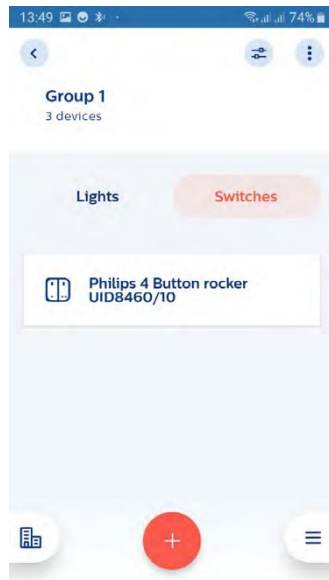 13:49 74%
Group 1
3 devices
Lights Switches
Philips 4 Button rocker
UID8460/10